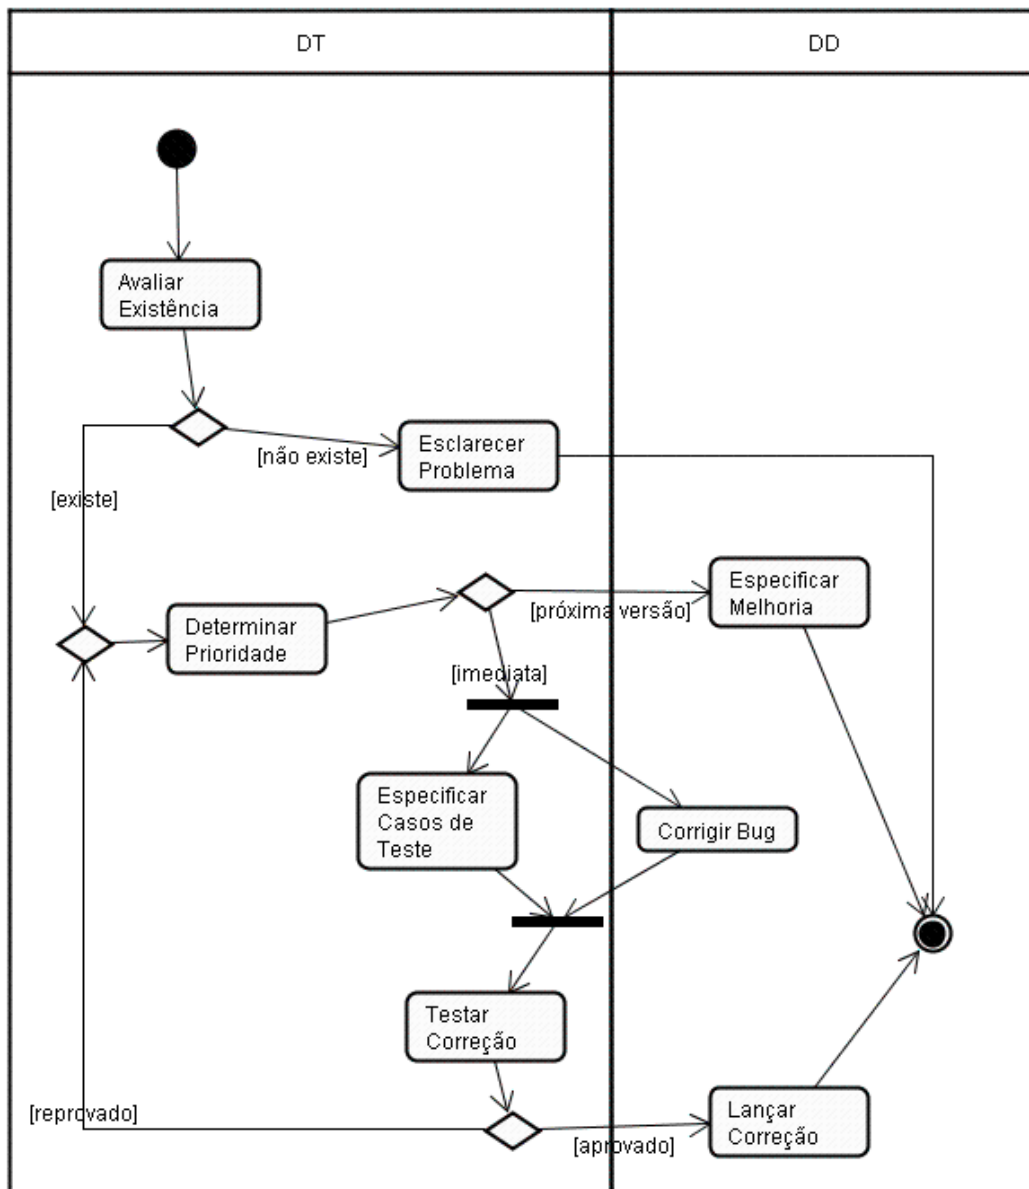 DT
DD
Avaliar
Existência
[não existe]
Esclarecer
Problema
[existe]
Determinar
Prioridade
[próxima versão]
Especificar
Melhoria
[imediata]
Especificar
Casos de
Teste
Corrigir Bug
Testar
Correção
[reprovado]
[aprovado]
Lançar
Correção